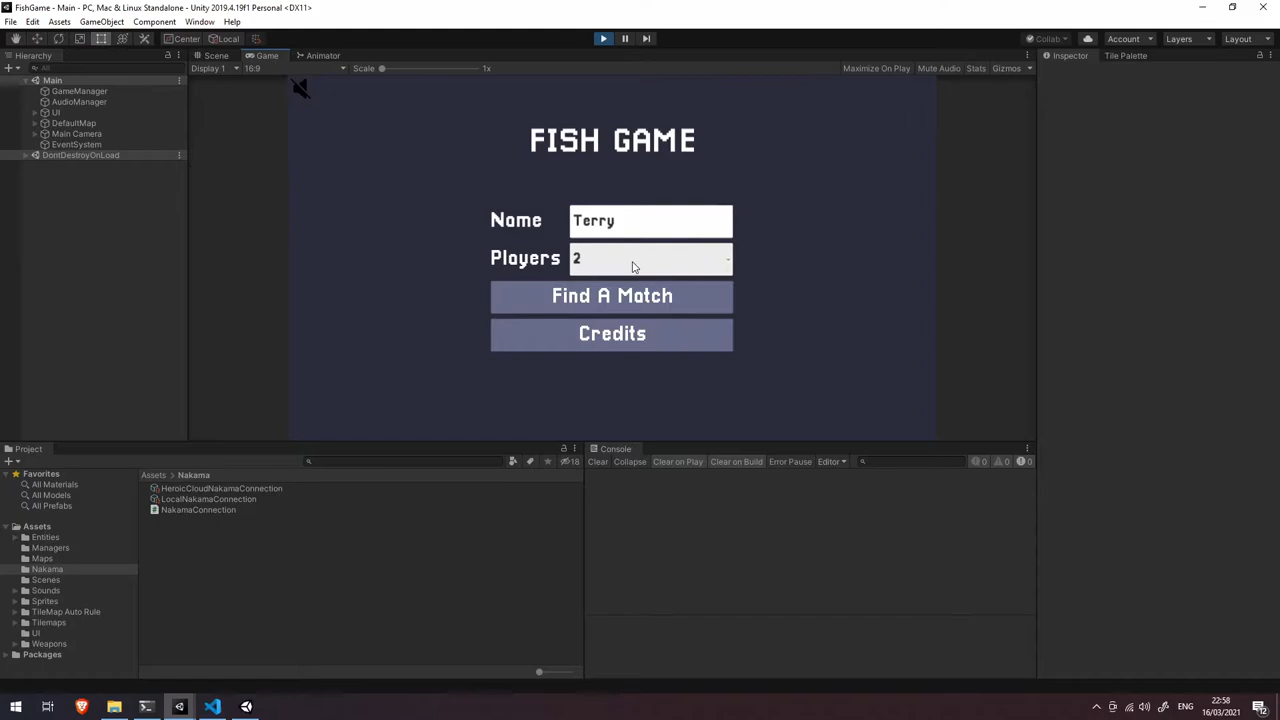 FishGame - Main - PC, Mac & Linux Standalone - Unity 2019.4.19f1 Personal <DX11>
File Edit Assets GameObject Component Window Help
Center Local Collab Account Layers Layout
Hierarchy Scene Game Animator Inspector Tile Palette
All Display 1 16:9 Scale 1x Maximize On Play Mute Audio Stats Gizmos
Main
GameManager
AudioManager
UI
DefaultMap
Main Camera
EventSystem
DontDestroyOnLoad
FISH GAME
Name Terry
Players 2
Find A Match
Credits
Project Console
18 Clear Collapse Clear on Play Clear on Build Error Pause Editor 0 0 0
Favorites
All Materials
All Models
All Prefabs
Assets
Entities
Managers
Maps
Nakama
Scenes
Sounds
Sprites
TileMap Auto Rule
Tilemaps
UI
Weapons
Packages
Assets > Nakama
HeroicCloudNakamaConnection
LocalNakamaConnection
NakamaConnection
ENG
22:58
16/03/2021
12